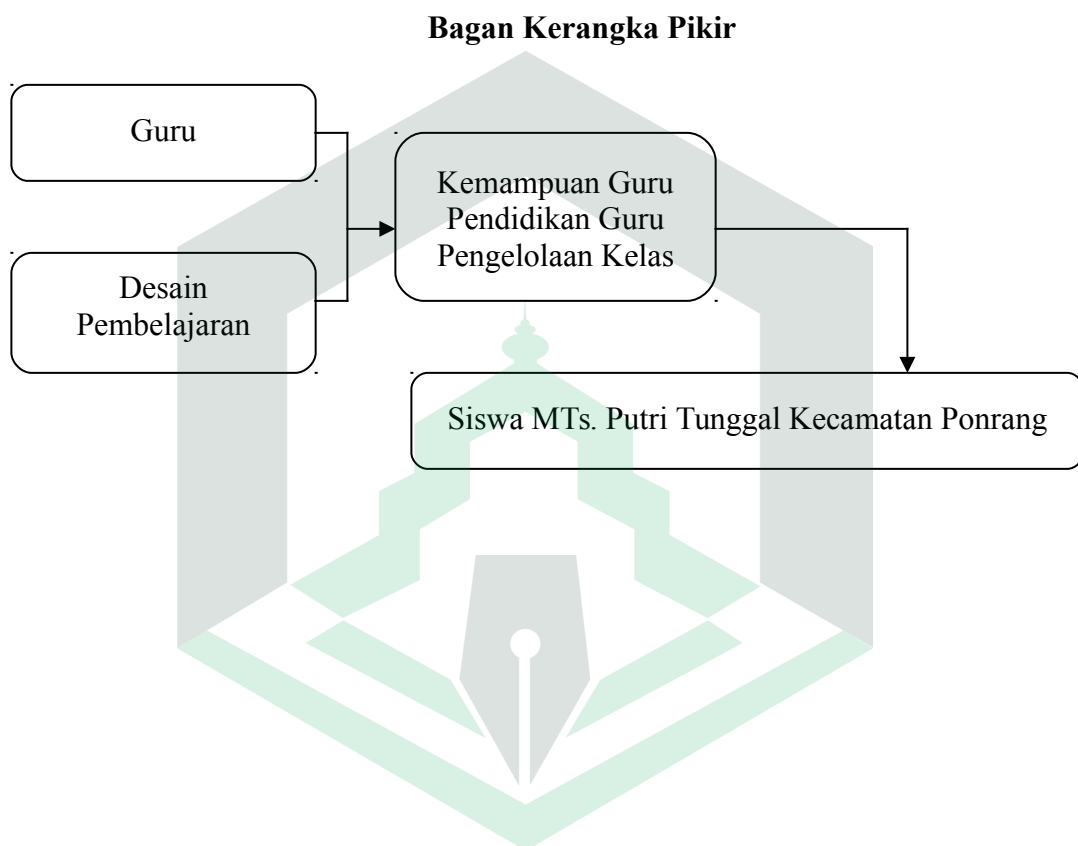 Bagan Kerangka Pikir
Guru
Desain
Pembelajaran
Kemampuan Guru
Pendidikan Guru
Pengelolaan Kelas
Siswa MTs. Putri Tunggal Kecamatan Ponrang